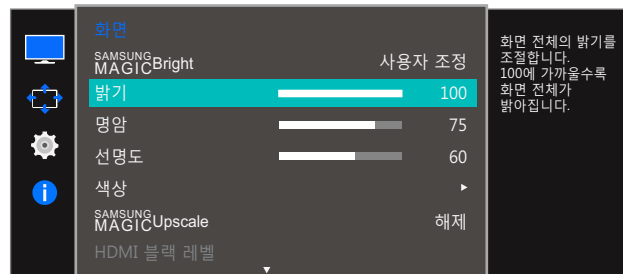 화면
SAMSUNG MAGICBright 사용자 조정
밝기 100
명암 75
선명도 60
색상
SAMSUNG MAGICUpscale 해제
HDMI 블랙 레벨
화면 전체의 밝기를
조절합니다.
100에 가까울수록
화면 전체가
밝아집니다.